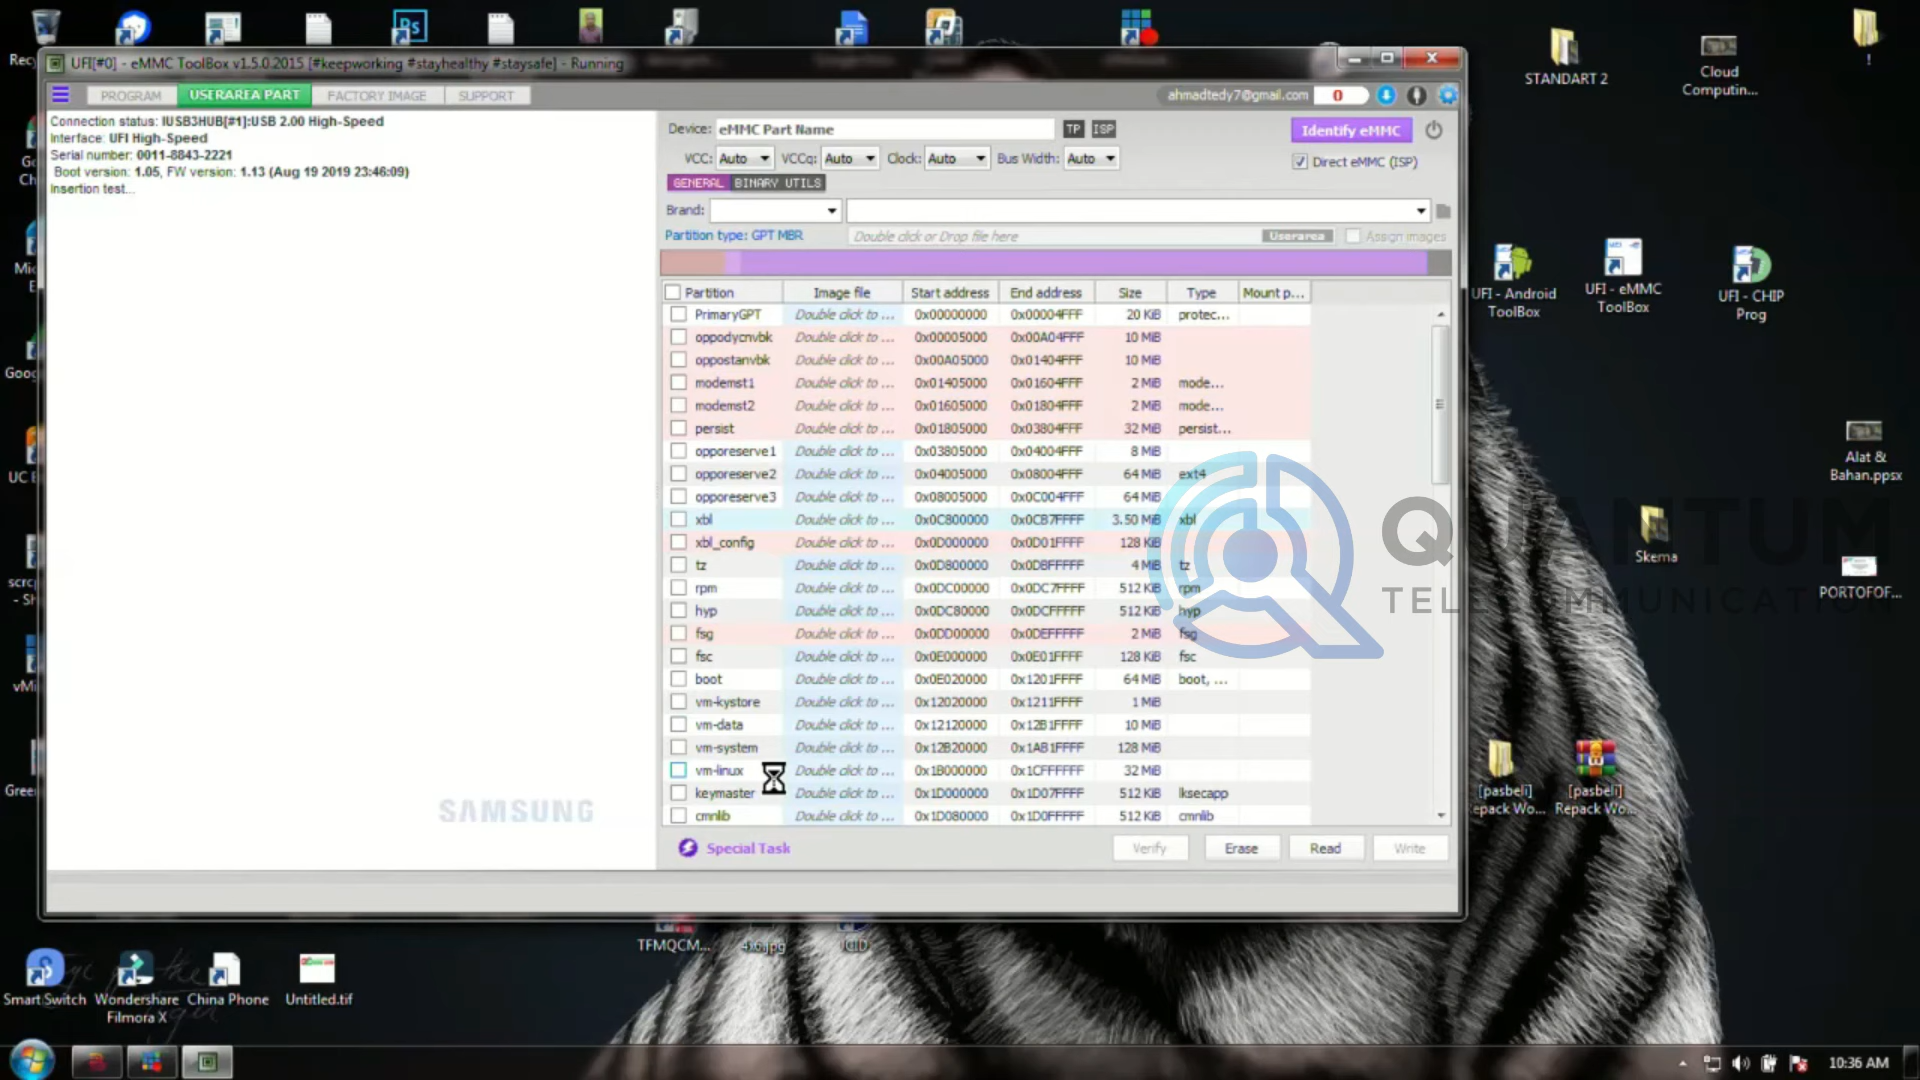 UFI[#0] - eMMC ToolBox v1.5.0.2015 [#keepworking #stayhealthy #staysafe] - Running
PROGRAM USERAREA PART FACTORY IMAGE SUPPORT
ahmadtedy7@gmail.com 0
Connection status: IUSB3HUB[#1]:USB 2.00 High-Speed
Interface: UFI High-Speed
Serial number: 0011-8843-2221
Boot version: 1.05, FW version: 1.13 (Aug 19 2019 23:46:09)
Insertion test...
SAMSUNG
Device: eMMC Part Name TP ISP Identify eMMC
VCC: Auto VCCq: Auto Clock: Auto Bus Width: Auto Direct eMMC (ISP)
GENERAL BINARY UTILS
Brand:
Partition type: GPT MBR Double click or Drop file here Userarea Assign images
Partition Image file Start address End address Size Type Mount p...
PrimaryGPT Double click to ... 0x00000000 0x00004FFF 20 KiB protec...
oppodycnvbk Double click to ... 0x00005000 0x00A04FFF 10 MiB
oppostanvbk Double click to ... 0x00A05000 0x01404FFF 10 MiB
modemst1 Double click to ... 0x01405000 0x01604FFF 2 MiB mode...
modemst2 Double click to ... 0x01605000 0x01804FFF 2 MiB mode...
persist Double click to ... 0x01805000 0x03804FFF 32 MiB persist...
opporeserve1 Double click to ... 0x03805000 0x04004FFF 8 MiB
opporeserve2 Double click to ... 0x04005000 0x08004FFF 64 MiB ext4
opporeserve3 Double click to ... 0x08005000 0x0C004FFF 64 MiB
xbl Double click to ... 0x0C800000 0x0CB7FFFF 3.50 MiB xbl
xbl_config Double click to ... 0x0D000000 0x0D01FFFF 128 KiB
tz Double click to ... 0x0D800000 0x0DBFFFFF 4 MiB tz
rpm Double click to ... 0x0DC00000 0x0DC7FFFF 512 KiB rpm
hyp Double click to ... 0x0DC80000 0x0DCFFFFF 512 KiB hyp
fsg Double click to ... 0x0DD00000 0x0DEFFFFF 2 MiB fsg
fsc Double click to ... 0x0E000000 0x0E01FFFF 128 KiB fsc
boot Double click to ... 0x0E020000 0x1201FFFF 64 MiB boot, ...
vm-kystore Double click to ... 0x12020000 0x1211FFFF 1 MiB
vm-data Double click to ... 0x12120000 0x12B1FFFF 10 MiB
vm-system Double click to ... 0x12B20000 0x1AB1FFFF 128 MiB
vm-linux Double click to ... 0x1B000000 0x1CFFFFFF 32 MiB
keymaster Double click to ... 0x1D000000 0x1D07FFFF 512 KiB lksecapp
cmnlib Double click to ... 0x1D080000 0x1D0FFFFF 512 KiB cmnlib
Special Task Verify Erase Read Write
QUANTUM
TELECOMMUNICATION
STANDART 2
Cloud
Computin...
!
UFI - Android
ToolBox
UFI - eMMC
ToolBox
UFI - CHIP
Prog
Alat &
Bahan.ppsx
Skema
PORTOFOF...
[pasbeli]
[pasbeli]
Repack Wo...
TFMQCM...
4x6.jpg
Smart Switch
Wondershare
Filmora X
China Phone
Untitled.tif
10:36 AM